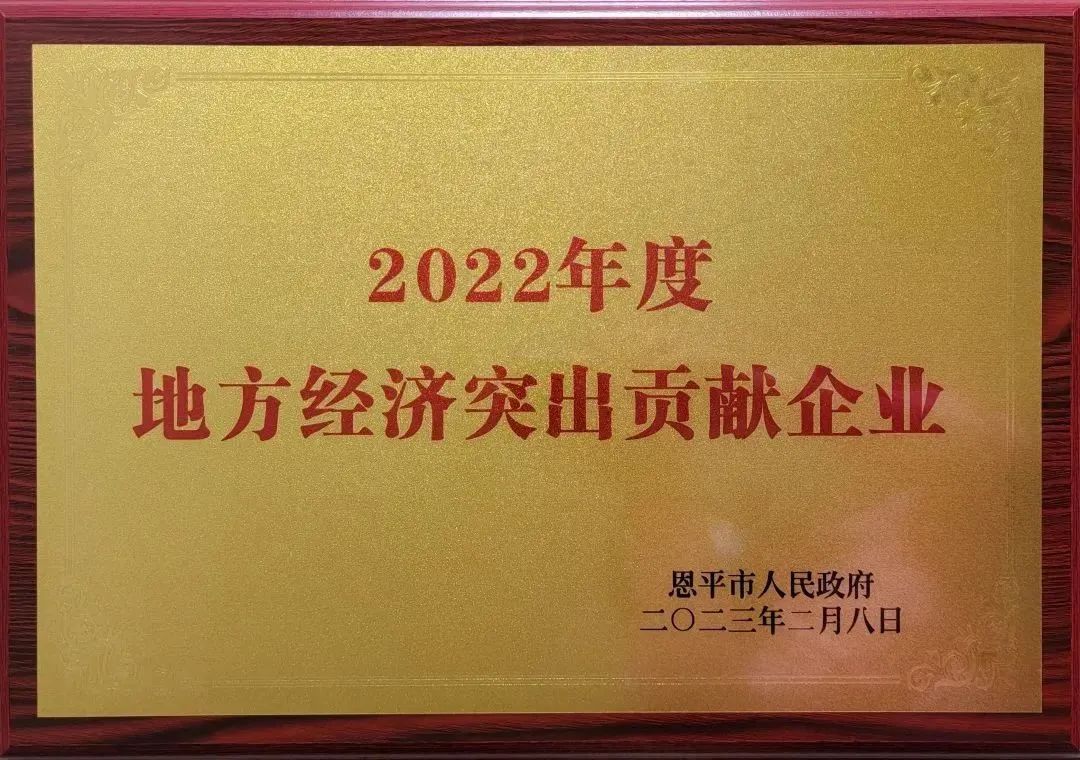 2022年度
地方经济突出贡献企业
恩平市人民政府
二〇二三年二月八日